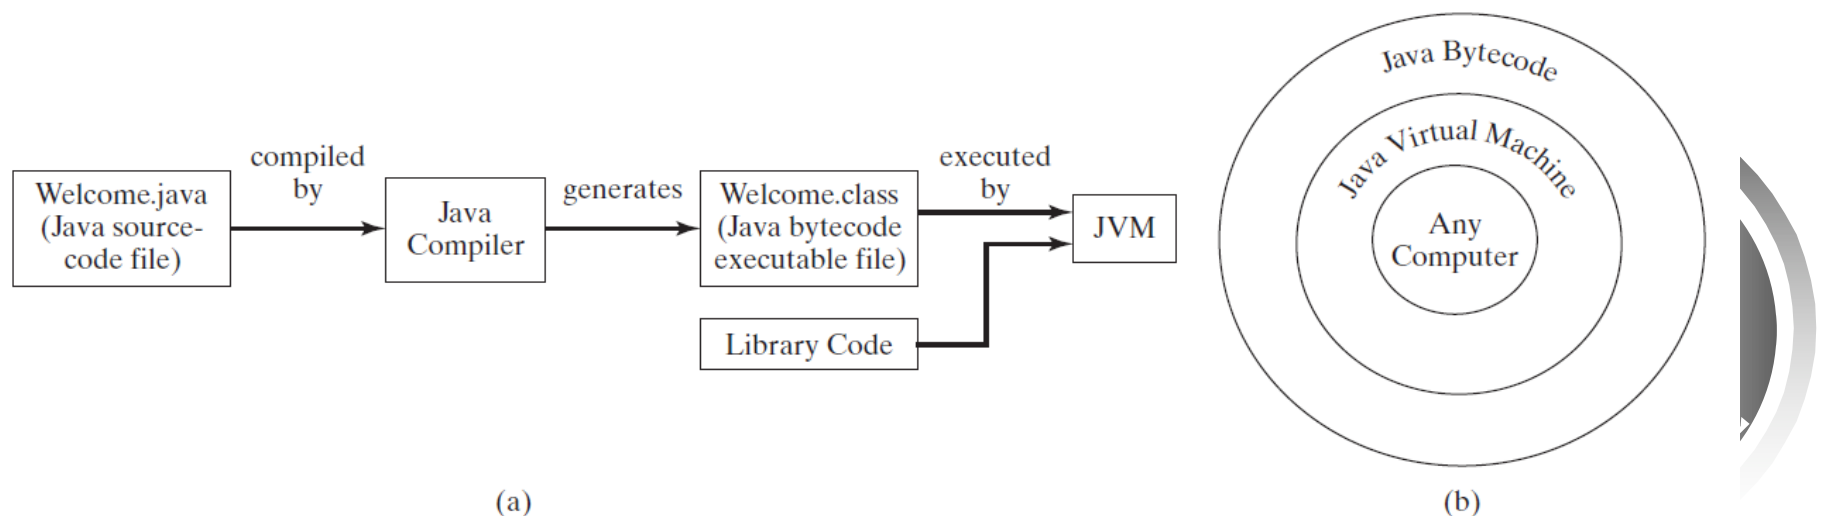 Welcome.java
(Java source-
code file)
compiled
by
Java
Compiler
generates
Welcome.class
(Java bytecode
executable file)
executed
by
JVM
Library Code
(a)
Java Bytecode
Java Virtual Machine
Any
Computer
(b)